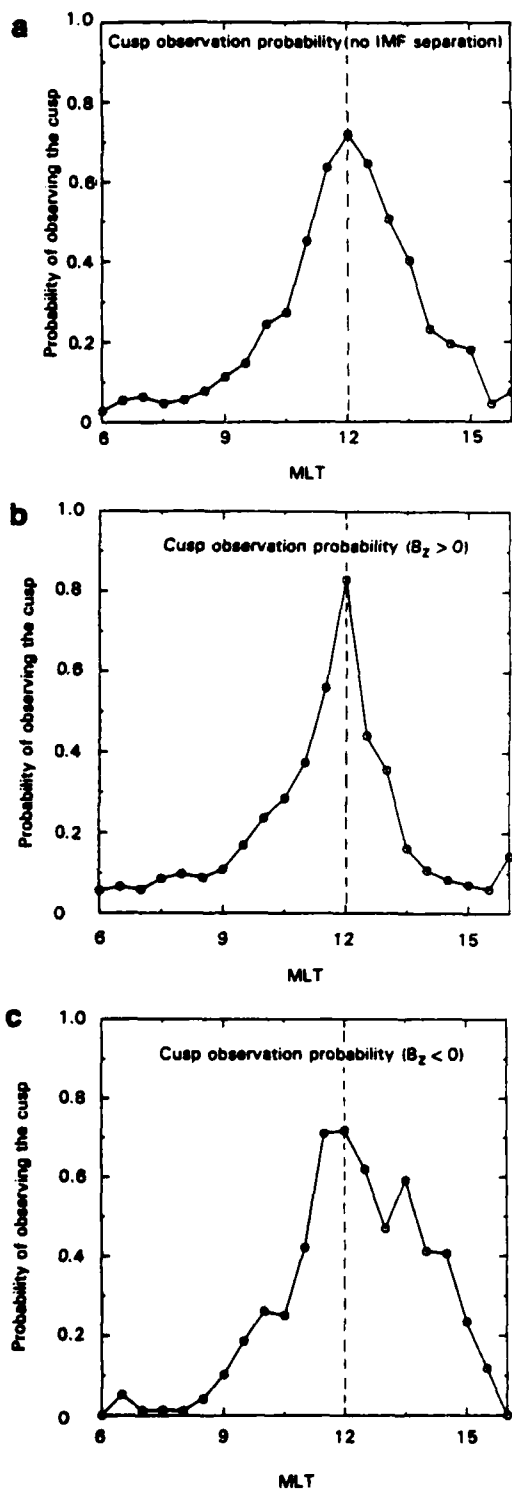 a
Cusp observation probability (no IMF separation)
Probability of observing the cusp
1.0
0.8
0.6
0.4
0.2
0
6
9
12
15
MLT
b
Cusp observation probability (Bz > 0)
Probability of observing the cusp
1.0
0.8
0.6
0.4
0.2
0
6
9
12
15
MLT
c
Cusp observation probability (Bz < 0)
Probability of observing the cusp
1.0
0.8
0.6
0.4
0.2
0
6
9
12
15
MLT